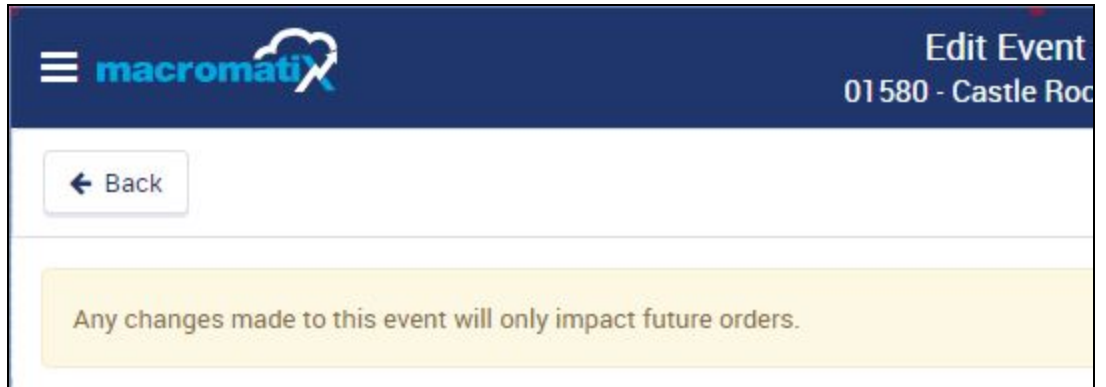 macromatix
Edit Event
01580 - Castle Roc
Back
Any changes made to this event will only impact future orders.